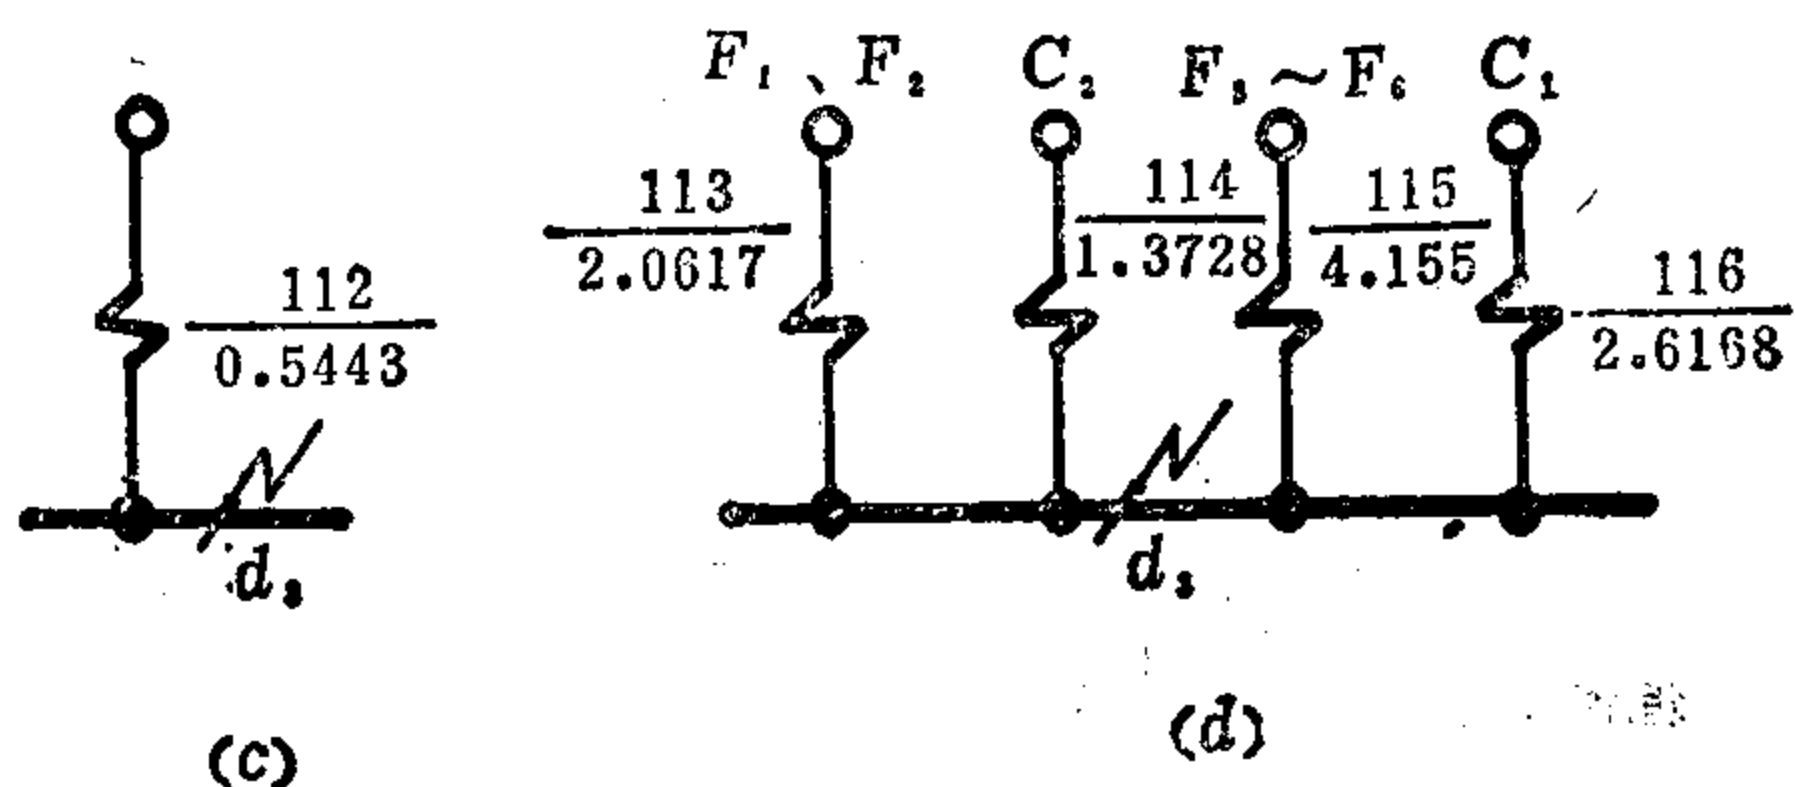 F₁、F₂ C₂ F₃～F₆ C₁
113
2.0617
114
1.3728
115
4.155
116
2.6168
112
0.5443
d₃
d₃
(c)
(d)